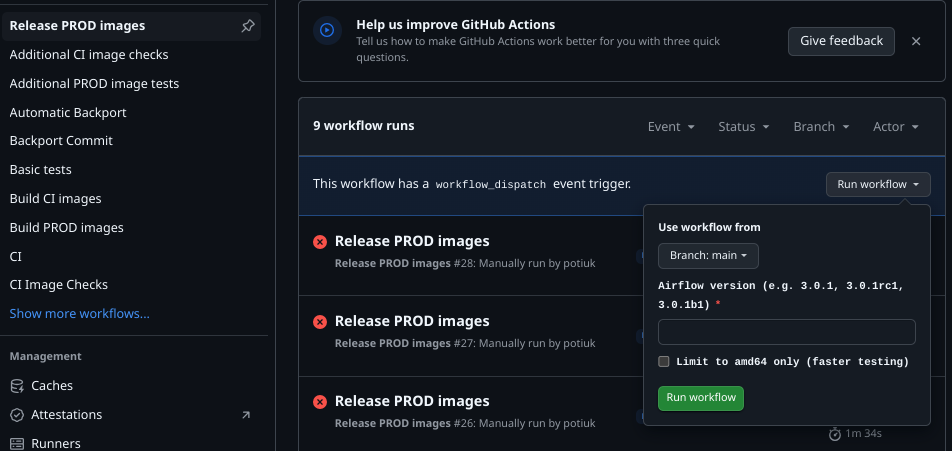 Release PROD images
Additional CI image checks
Additional PROD image tests
Automatic Backport
Backport Commit
Basic tests
Build CI images
Build PROD images
CI
CI Image Checks
Show more workflows...
Management
Caches
Attestations
Runners
Help us improve GitHub Actions
Tell us how to make GitHub Actions work better for you with three quick
questions.
Give feedback
9 workflow runs
Event
Status
Branch
Actor
This workflow has a workflow_dispatch event trigger.
Run workflow
Release PROD images
Release PROD images #28: Manually run by potiuk
Release PROD images
Release PROD images #27: Manually run by potiuk
Release PROD images
Release PROD images #26: Manually run by potiuk
Use workflow from
Branch: main
Airflow version (e.g. 3.0.1, 3.0.1rc1,
3.0.1b1) *
Limit to amd64 only (faster testing)
Run workflow
1m 34s